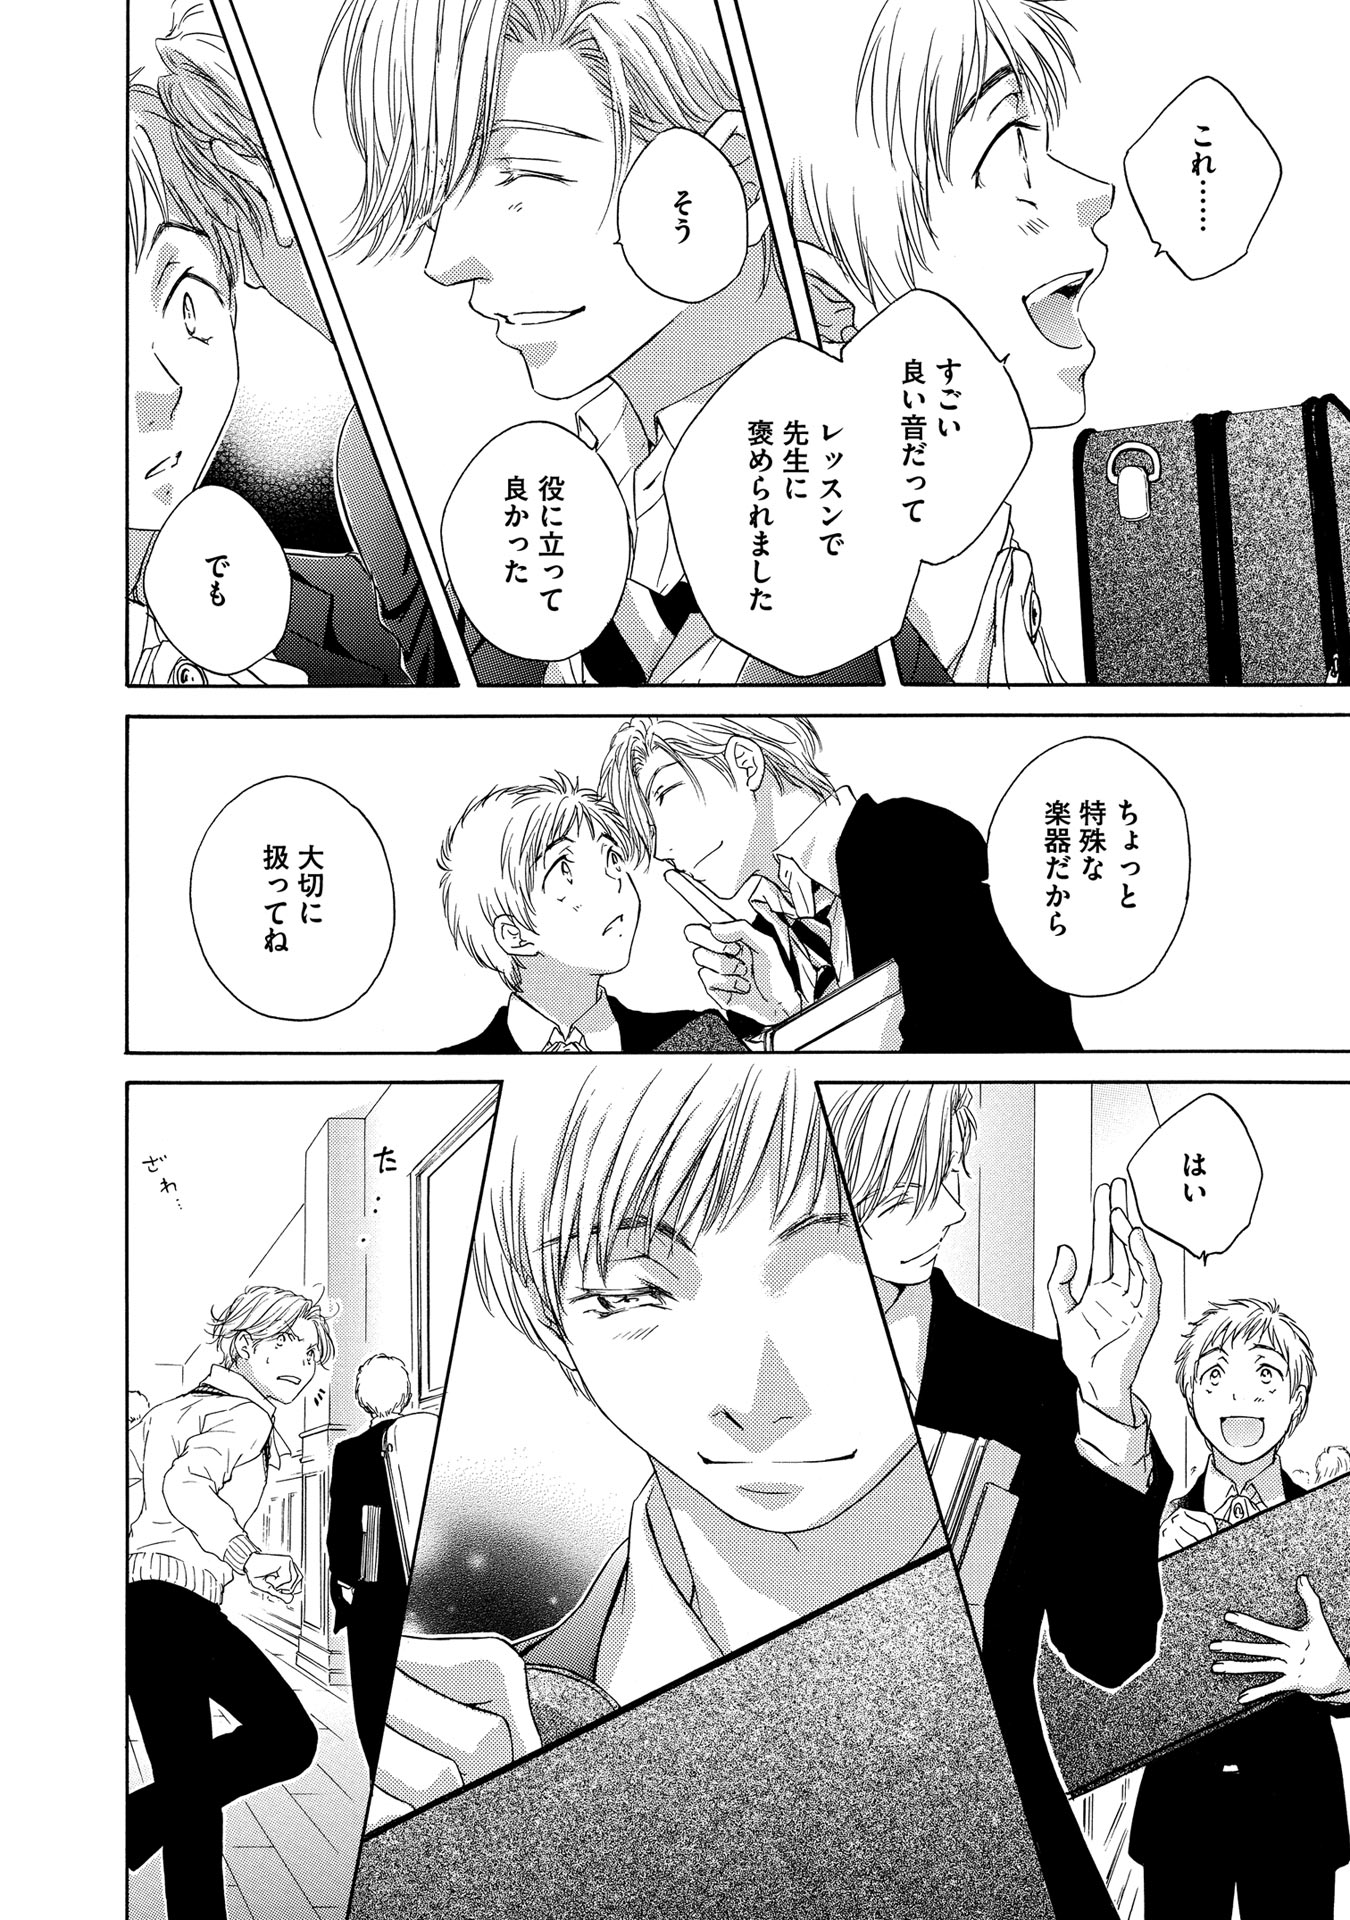 これ……
すごい
良い音だって
レッスンで
先生に
褒められました
そう
役に立って
良かった
でも
ちょっと
特殊な
楽器だから
大切に
扱ってね
はい
た…
ざわ…